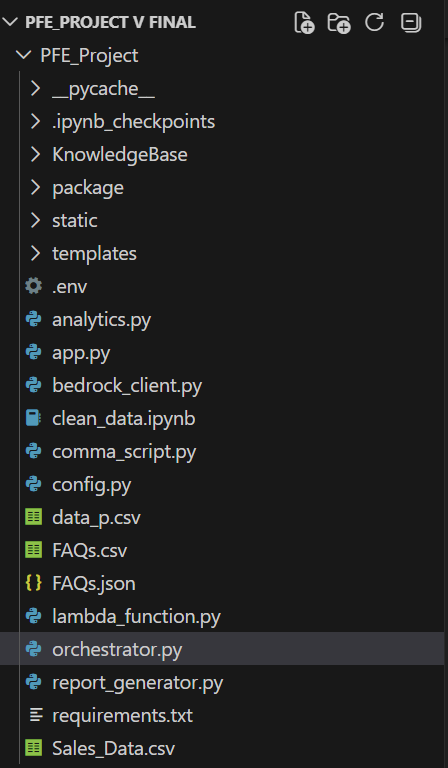 PFE_PROJECT V FINAL
PFE_Project
__pycache__
.ipynb_checkpoints
KnowledgeBase
package
static
templates
.env
analytics.py
app.py
bedrock_client.py
clean_data.ipynb
comma_script.py
config.py
data_p.csv
FAQs.csv
FAQs.json
lambda_function.py
orchestrator.py
report_generator.py
requirements.txt
Sales_Data.csv